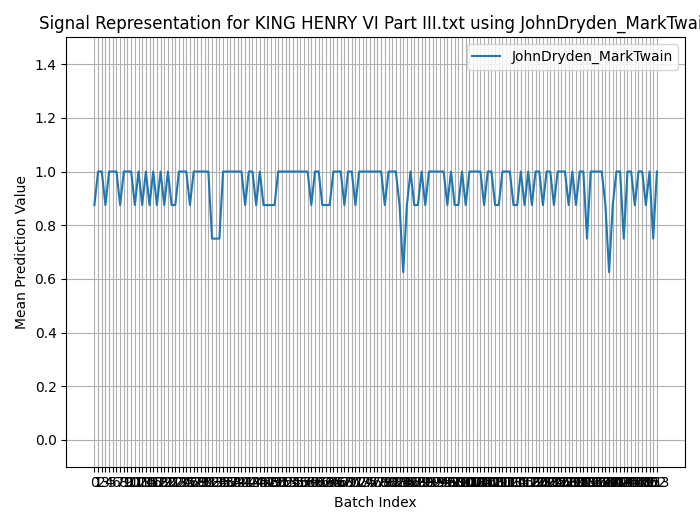 Signal Representation for KING HENRY VI Part III.txt using JohnDryden_MarkTwai
JohnDryden_MarkTwain
1.4
1.2
1.0
0.8
0.6
0.4
0.2
0.0
Mean Prediction Value
Batch Index